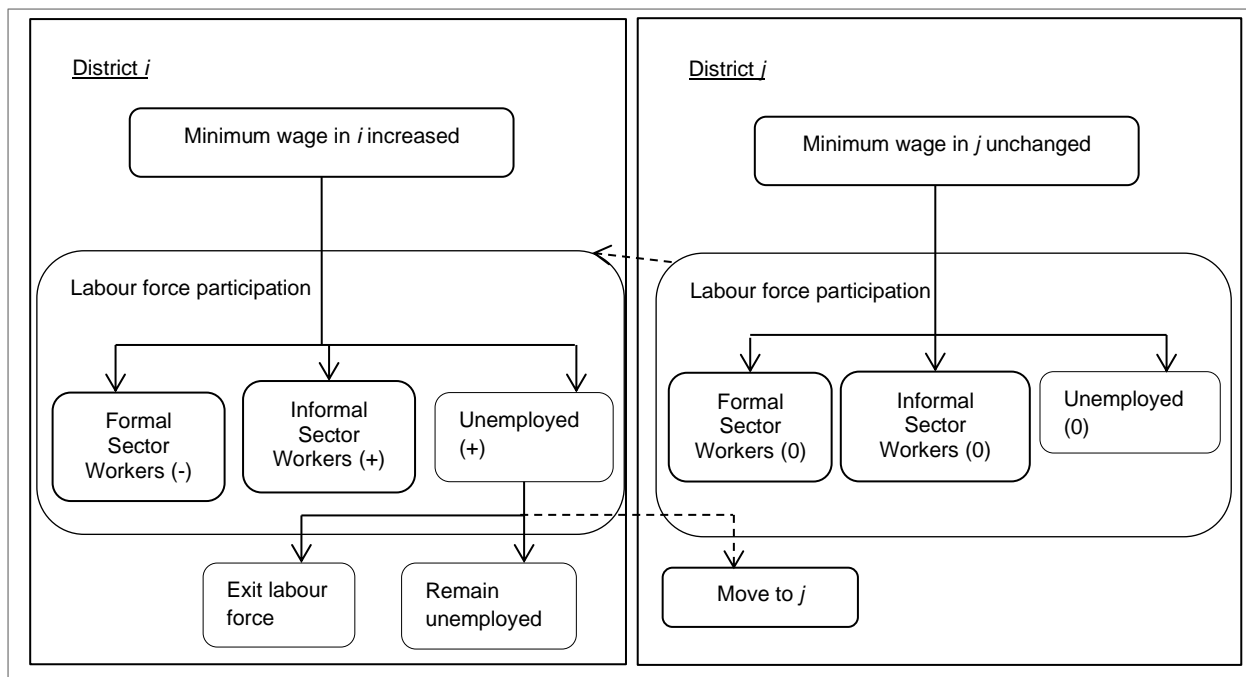 District i
Minimum wage in i increased
Labour force participation
Formal
Sector
Workers (-)
Informal
Sector
Workers (+)
Unemployed
(+)
Exit labour
force
Remain
unemployed
District j
Minimum wage in j unchanged
Labour force participation
Formal
Sector
Workers (0)
Informal
Sector
Workers (0)
Unemployed
(0)
Move to j